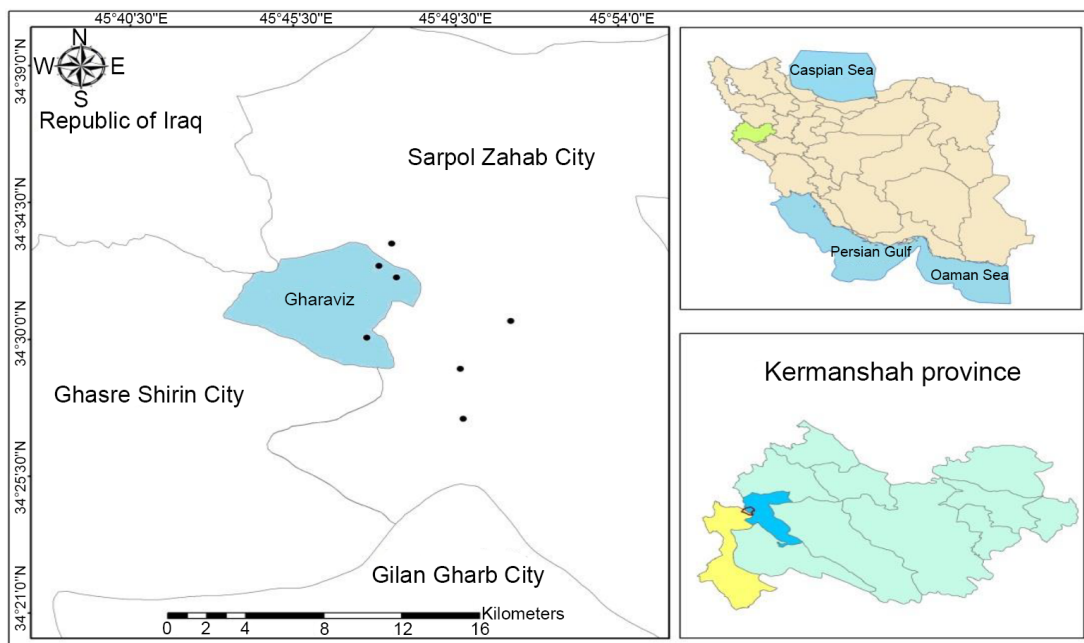 45°40'30"E
45°45'30"E
45°49'30"E
45°54'0"E
34°39'0"N
34°34'30"N
34°30'0"N
34°25'30"N
34°21'0"N
N
W E
S
Republic of Iraq
Sarpol Zahab City
Gharaviz
Ghasre Shirin City
Gilan Gharb City
Kilometers
0 2 4 8 12 16
Caspian Sea
Persian Gulf
Oaman Sea
Kermanshah province